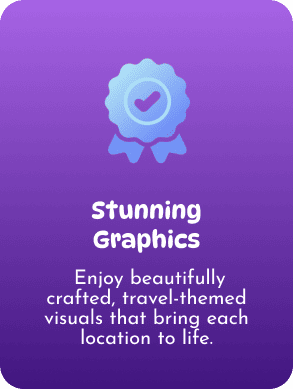 Stunning
Graphics
Enjoy beautifully
crafted, travel-themed
visuals that bring each
location to life.